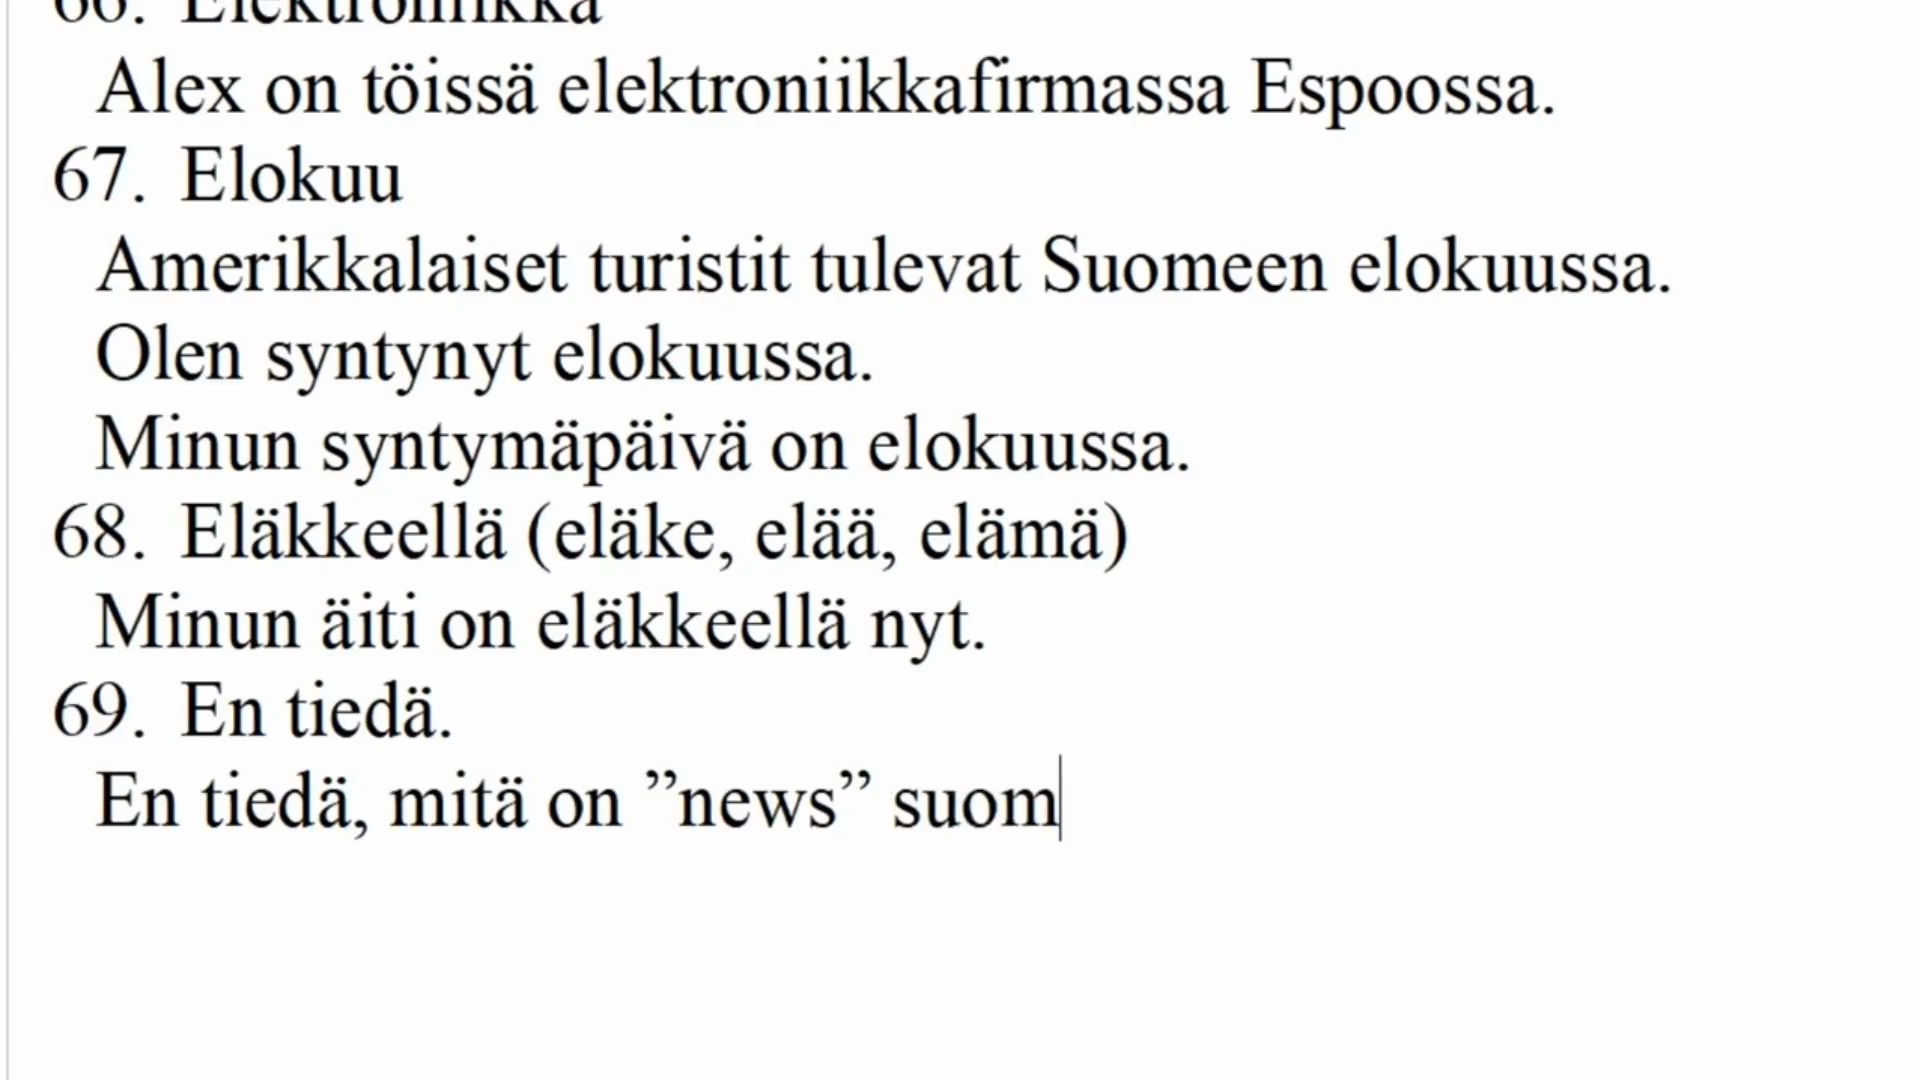 66. Elektroniikka
Alex on töissä elektroniikkafirmassa Espoossa.
67. Elokuu
Amerikkalaiset turistit tulevat Suomeen elokuussa.
Olen syntynyt elokuussa.
Minun syntymäpäivä on elokuussa.
68. Eläkkeellä (eläke, elää, elämä)
Minun äiti on eläkkeellä nyt.
69. En tiedä.
En tiedä, mitä on ”news” suom